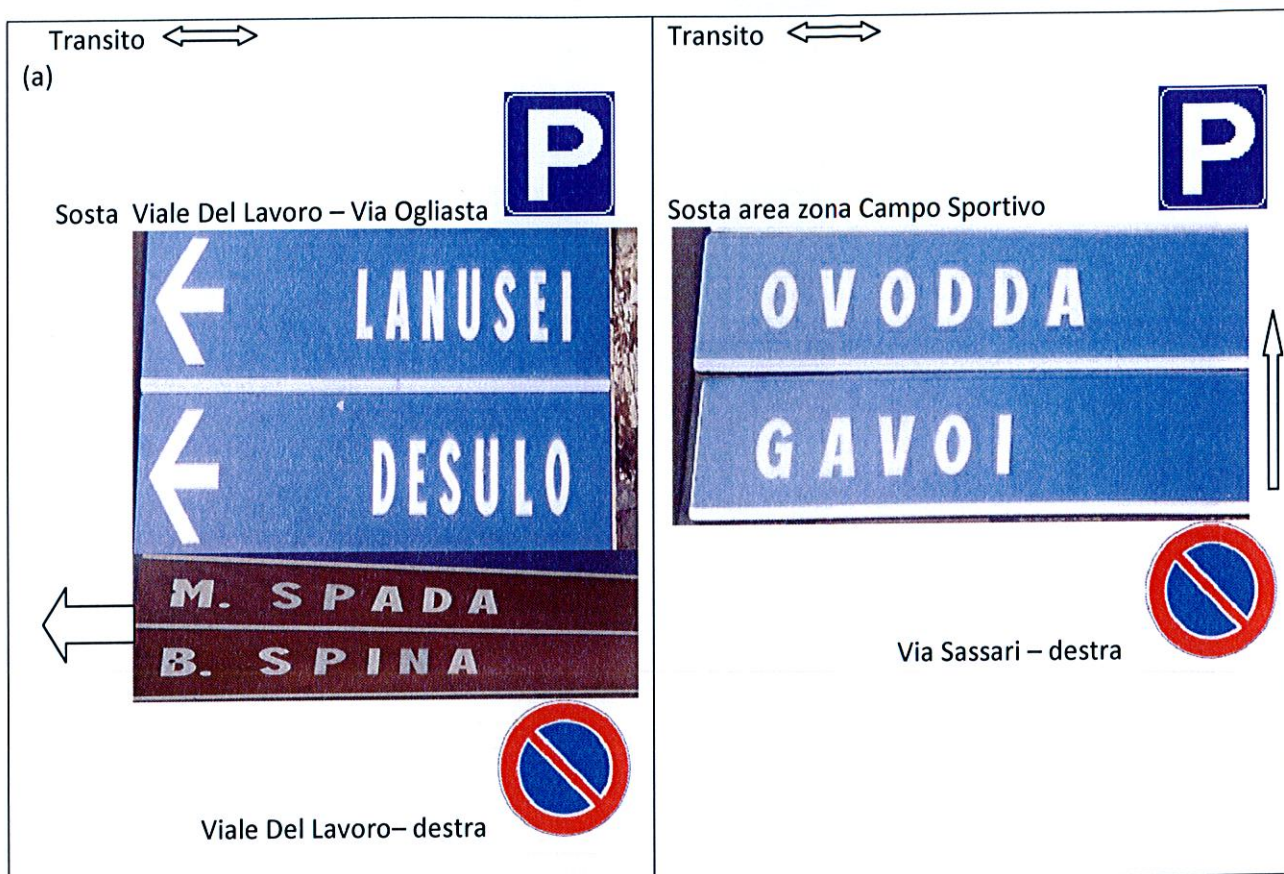 Transito
(a)
P
Sosta Viale Del Lavoro – Via Ogliasta
LANUSEI
DESULO
M. SPADA
B. SPINA
Viale Del Lavoro– destra
Transito
P
Sosta area zona Campo Sportivo
OVODDA
GAVOI
Via Sassari – destra